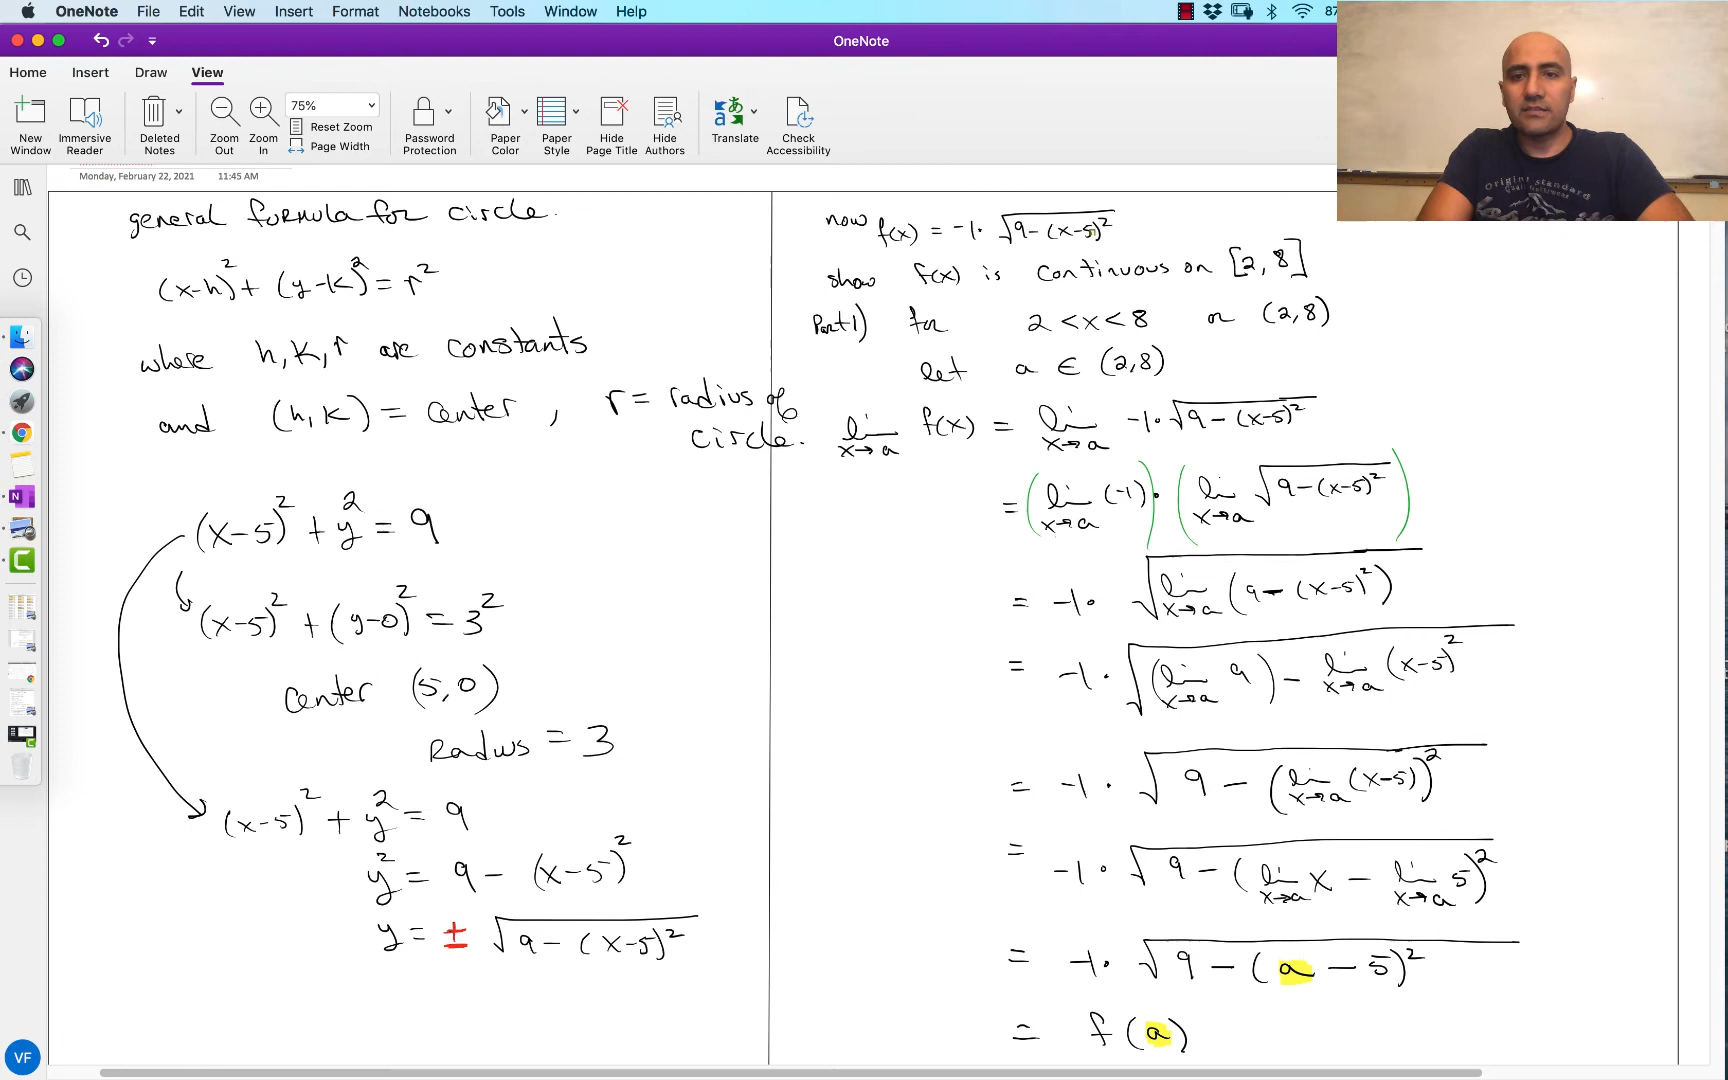 OneNote File Edit View Insert Format Notebooks Tools Window Help 87
OneNote
Home Insert Draw View
New Window
Immersive Reader
Deleted Notes
Zoom Out
Zoom In
75%
Reset Zoom
Page Width
Password Protection
Paper Color
Paper Style
Hide Page Title
Hide Authors
Translate
Check Accessibility
Monday, February 22, 2021 11:45 AM
general formula for circle.
(x-h)² + (y-k)² = r²
where h, k, r are constants
and (h, k) = center , r = radius of
circle.
(x-5)² + y² = 9
(x-5)² + (y-0)² = 3²
center (5,0)
Radius = 3
(x-5)² + y² = 9
y² = 9 - (x-5)²
y = ± √(9 - (x-5)²)
now f(x) = -1· √(9-(x-5)²)
show f(x) is continuous on [2, 8]
Part 1) for 2 < x < 8 or (2,8)
let a ∈ (2,8)
lim x→a f(x) = lim x→a -1·√(9-(x-5)²)
= (lim x→a (-1)) · (lim x→a √(9-(x-5)²))
= -1· √(lim x→a (9-(x-5)²))
= -1· √((lim x→a 9) - lim x→a (x-5)²)
= -1· √(9 - (lim x→a (x-5))²)
= -1· √(9 - (lim x→a x - lim x→a 5)²)
= -1· √(9 - (a - 5)²)
= f(a)
Original standard
VF